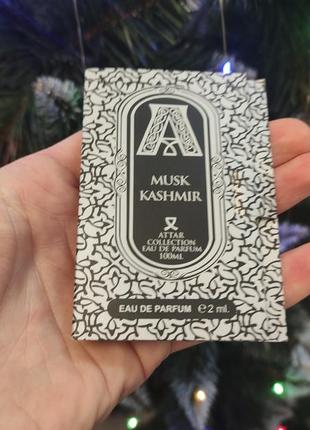 A
MUSK
KASHMIR
ATTAR
COLLECTION
EAU DE PARFUM
100ML
EAU DE PARFUM ℮ 2 ml.